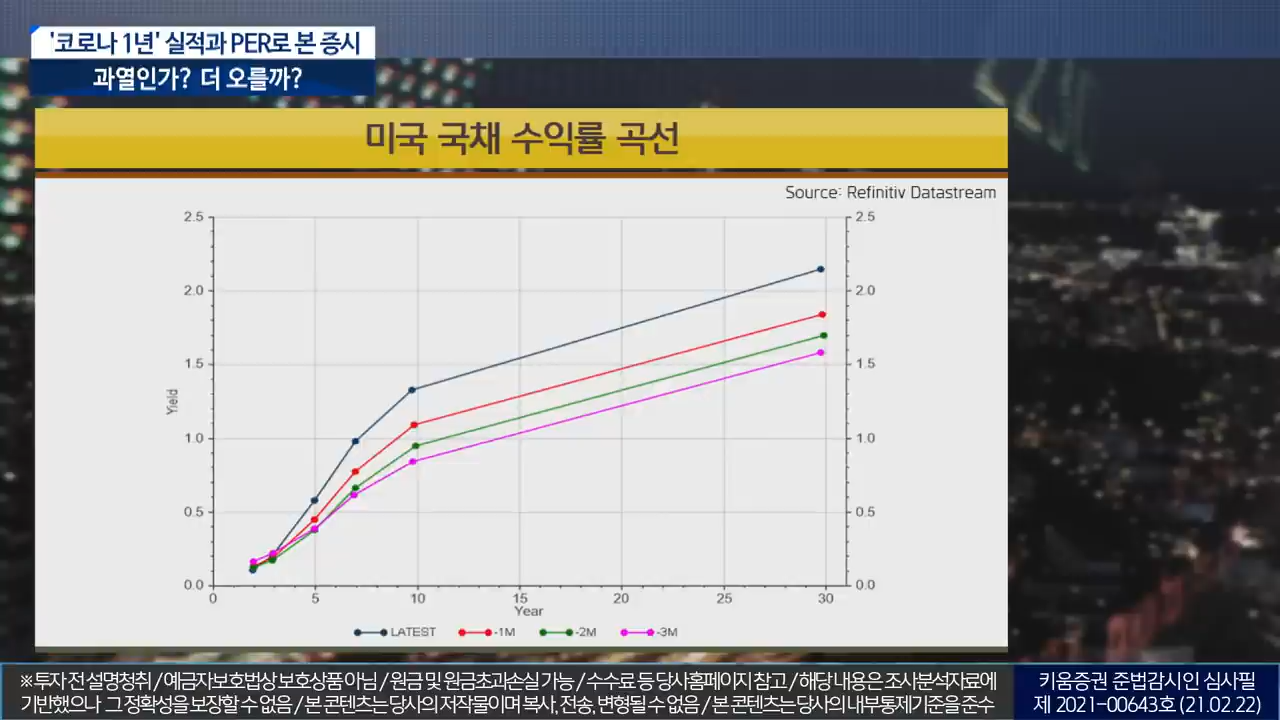 '코로나 1년' 실적과 PER로 본 증시
과열인가? 더 오를까?
미국 국채 수익률 곡선
Source: Refinitiv Datastream
2.5 2.5
2.0 2.0
1.5 1.5
Yield
1.0 1.0
0.5 0.5
0.0 0.0
0 5 10 15 20 25 30
Year
LATEST -1M -2M -3M
※ 투자 전 설명청취 / 예금자보호법상 보호상품 아님 / 원금 및 원금초과손실 가능 / 수수료 등 당사홈페이지 참고 / 해당 내용은 조사분석자료에
기반했으나 그 정확성을 보장할 수 없음 / 본 콘텐츠는 당사의 저작물이며 복사, 전송, 변형될 수 없음 / 본 콘텐츠는 당사의 내부통제기준을 준수
키움증권 준법감시인 심사필
제 2021-00643호 (21.02.22)